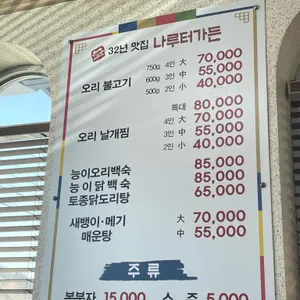 32년 맛집 나루터가든
750g 4인 大 70,000
오리 불고기 600g 3인 中 55,000
500g 2인 小 40,000
특대 80,000
4인 大 70,000
오리 날개찜 3인 中 55,000
2인 小 40,000
능이오리백숙 85,000
능이닭백숙 85,000
토종닭도리탕 65,000
새뱅이·메기 大 70,000
매운탕 中 55,000
주류
복분자 15,000 소주 5,000